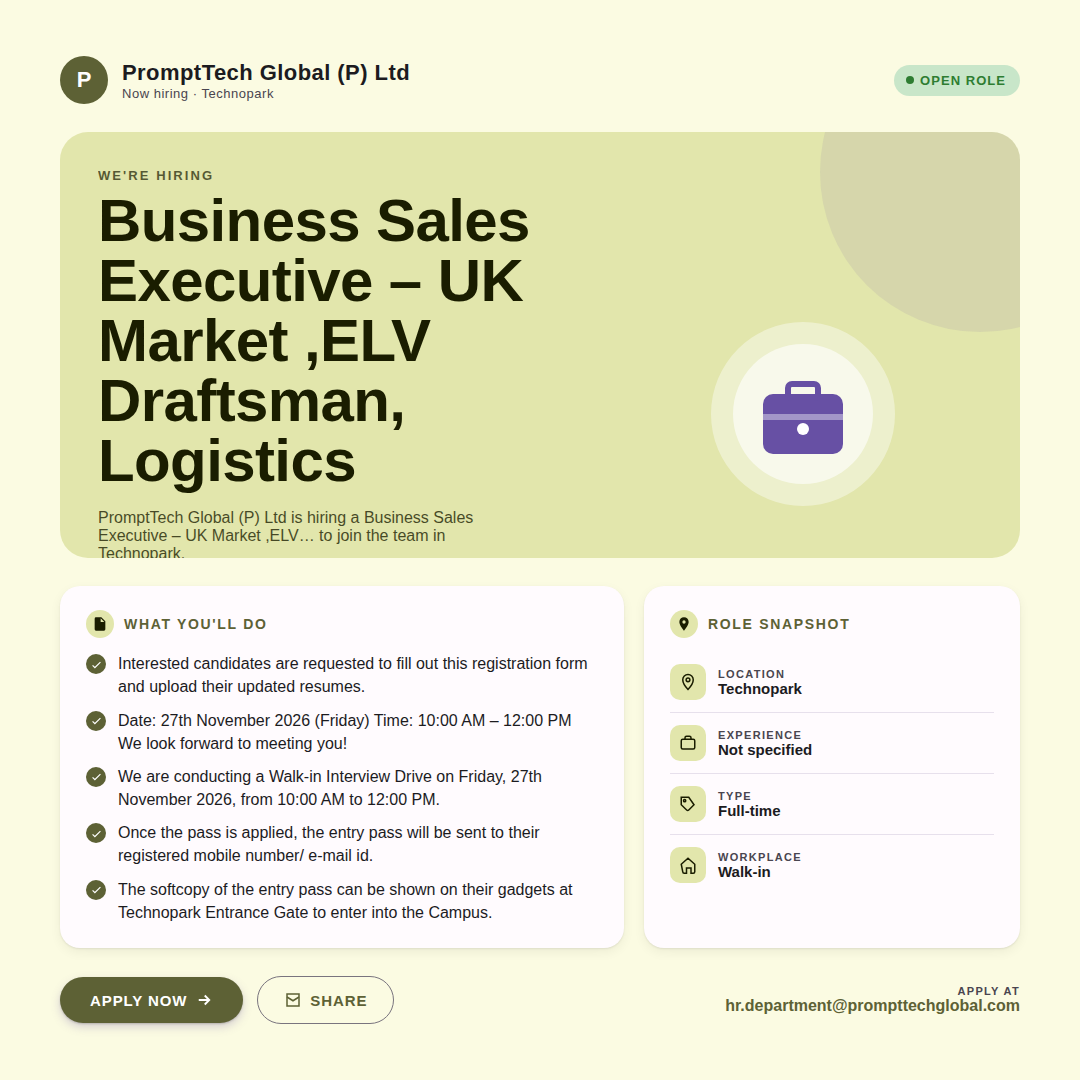 P
PromptTech Global (P) Ltd
Now hiring · Technopark
OPEN ROLE
WE'RE HIRING
Business Sales
Executive – UK
Market ,ELV
Draftsman,
Logistics
PromptTech Global (P) Ltd is hiring a Business Sales
Executive – UK Market ,ELV… to join the team in
Technopark.
WHAT YOU'LL DO
Interested candidates are requested to fill out this registration form
and upload their updated resumes.
Date: 27th November 2026 (Friday) Time: 10:00 AM – 12:00 PM
We look forward to meeting you!
We are conducting a Walk-in Interview Drive on Friday, 27th
November 2026, from 10:00 AM to 12:00 PM.
Once the pass is applied, the entry pass will be sent to their
registered mobile number/ e-mail id.
The softcopy of the entry pass can be shown on their gadgets at
Technopark Entrance Gate to enter into the Campus.
ROLE SNAPSHOT
LOCATION
Technopark
EXPERIENCE
Not specified
TYPE
Full-time
WORKPLACE
Walk-in
APPLY NOW
SHARE
APPLY AT
hr.department@prompttechglobal.com